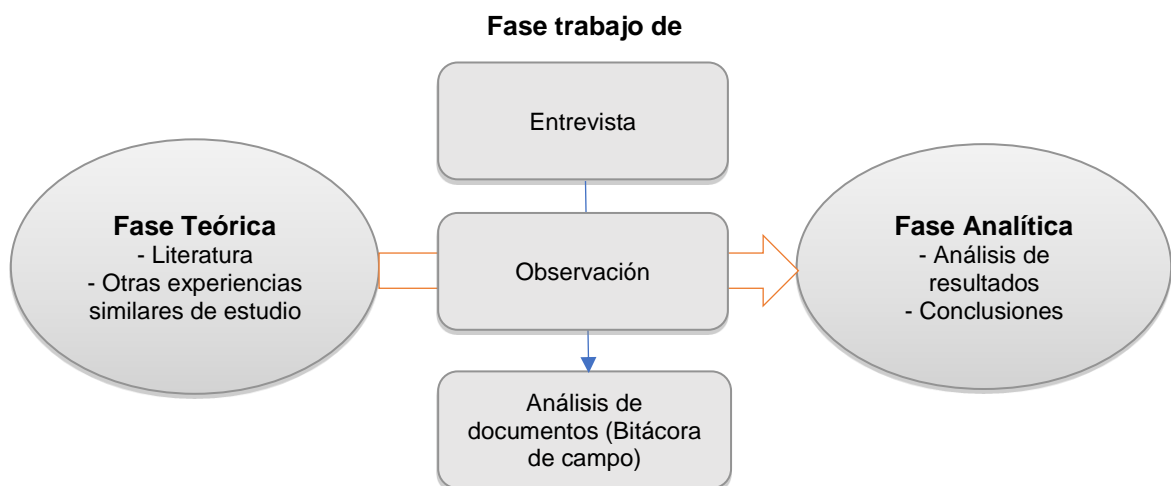 Fase trabajo de
Entrevista
Fase Teórica
- Literatura
- Otras experiencias
similares de estudio
Observación
Fase Analítica
- Análisis de
resultados
- Conclusiones
Análisis de
documentos (Bitácora
de campo)